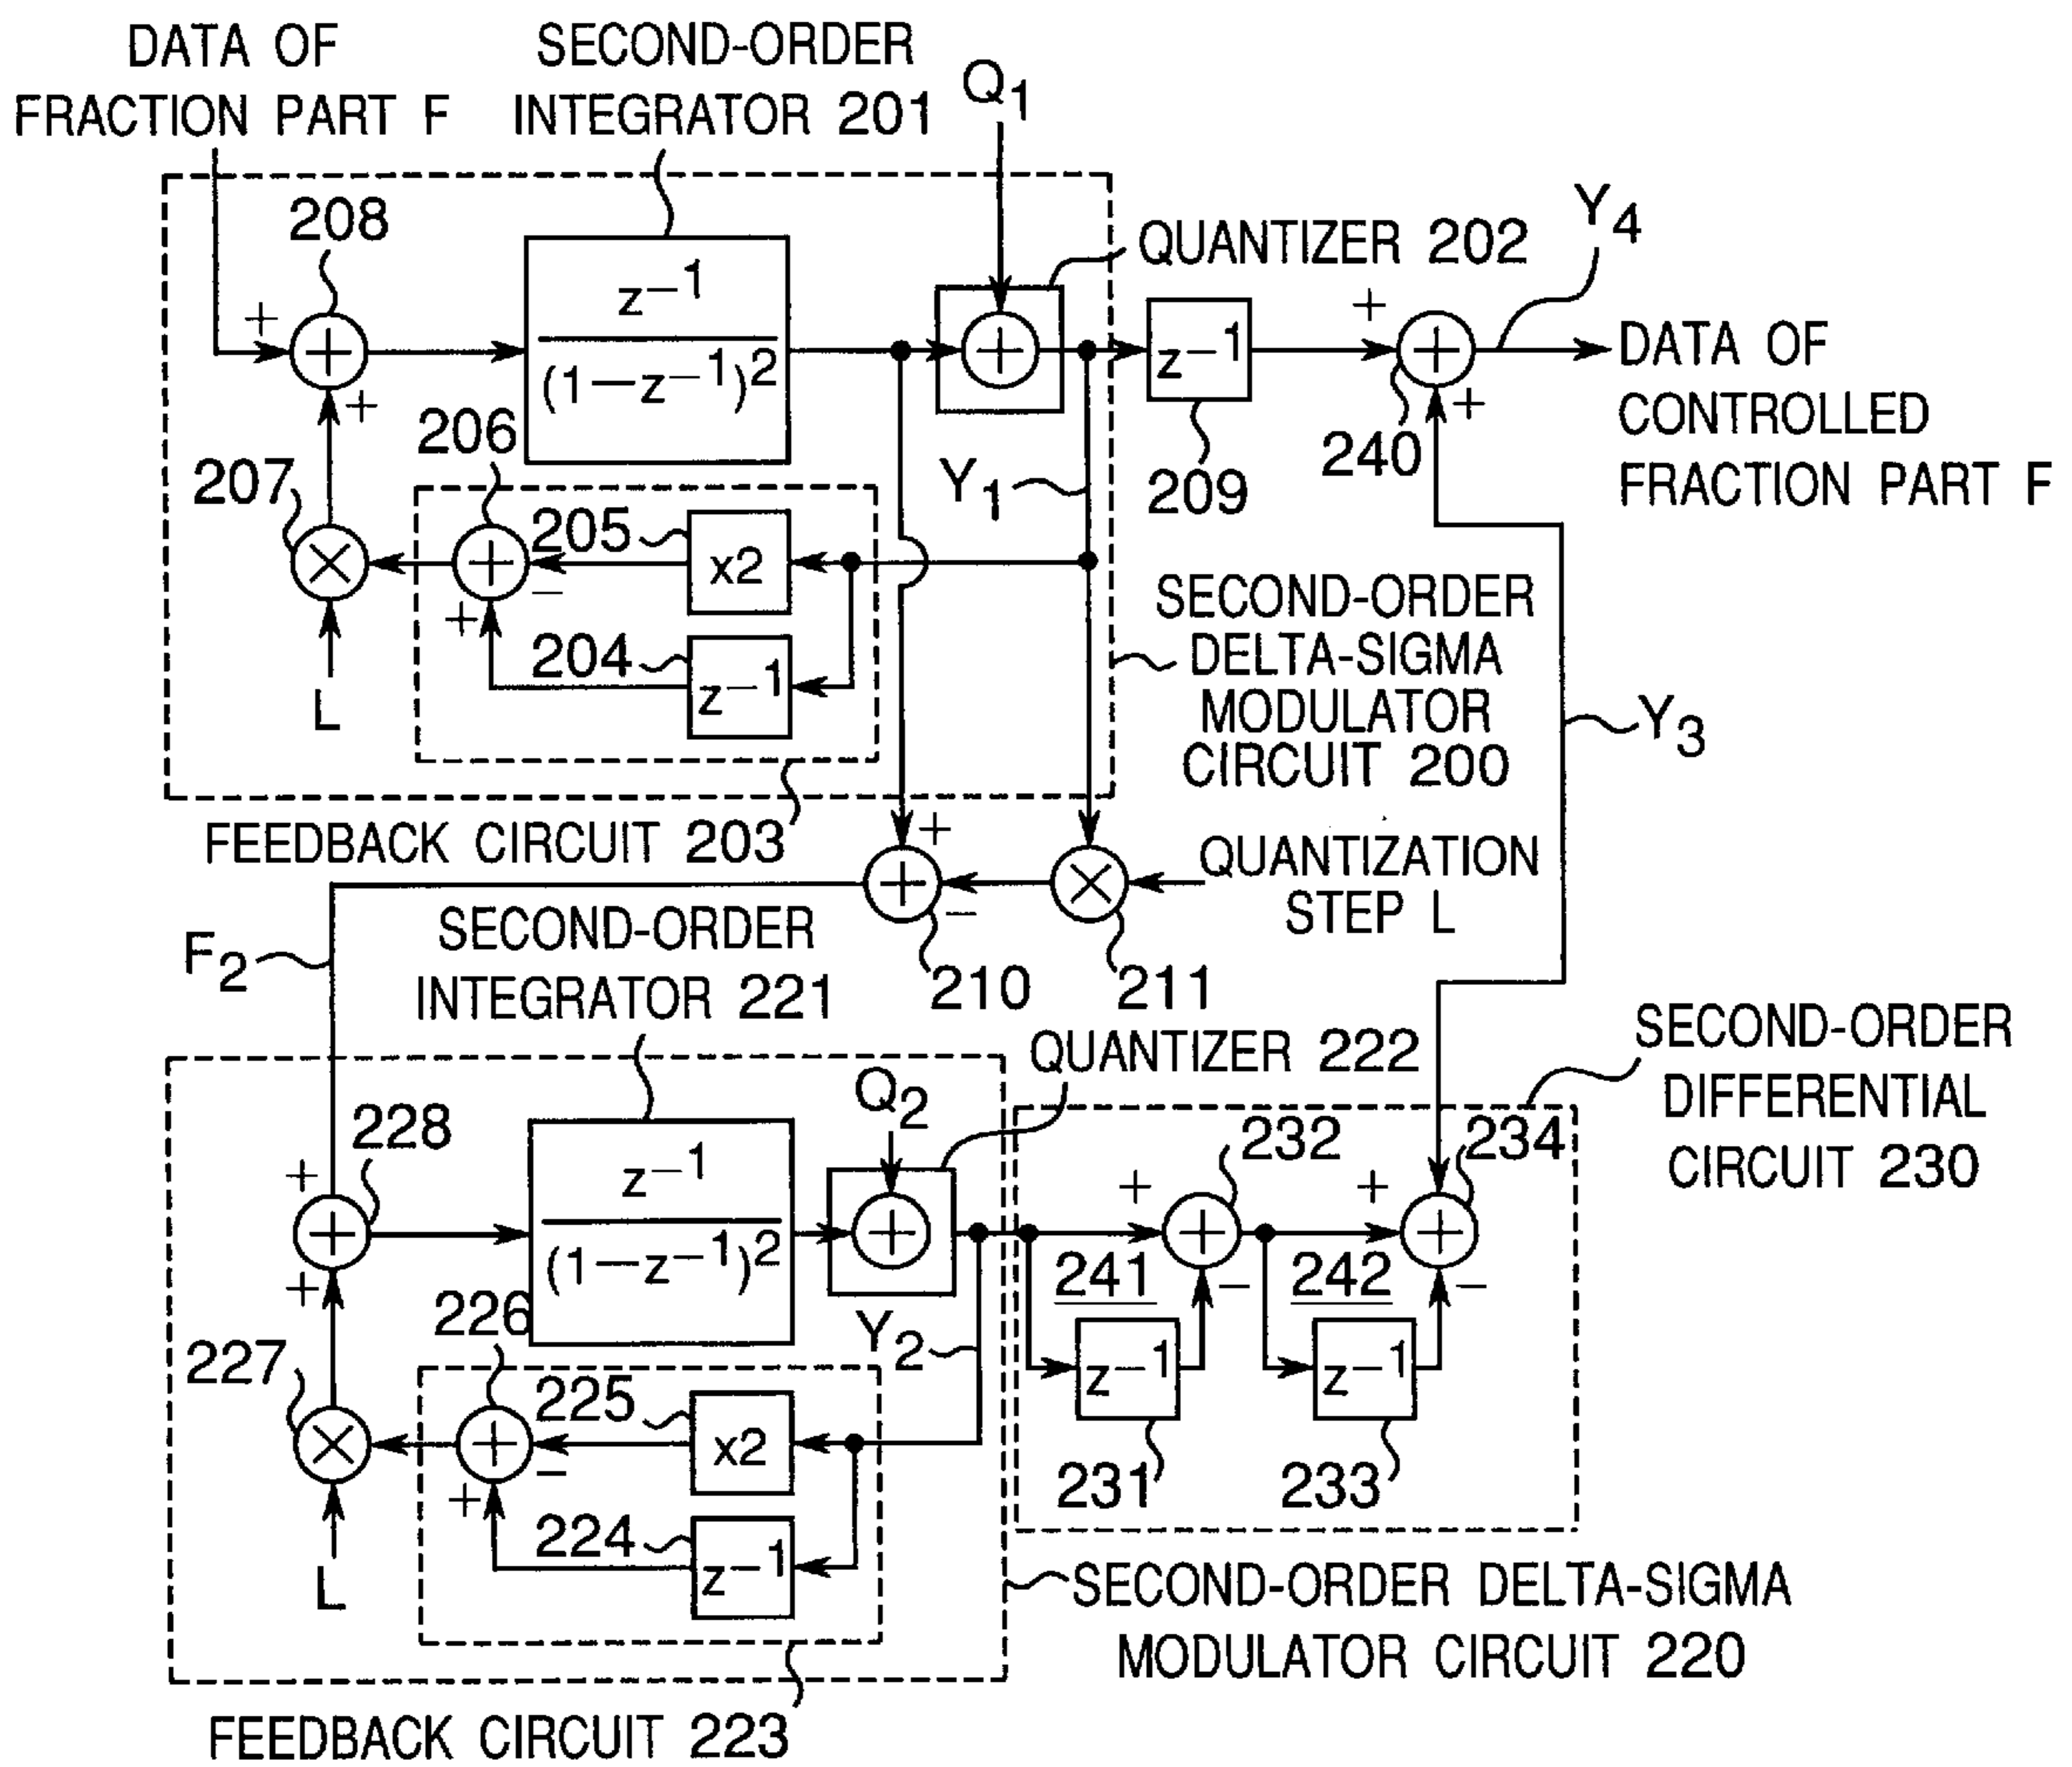 DATA OF
FRACTION PART F
SECOND-ORDER
INTEGRATOR 201
Q1
208
z−1
(1−z−1)2
QUANTIZER 202
Y4
+
+
+
+
z−1
+
+
+
240
209
DATA OF
CONTROLLED
FRACTION PART F
207
206
205
x2
−
+
204
z−1
L
Y1
SECOND-ORDER
DELTA-SIGMA
MODULATOR
CIRCUIT 200
Y3
FEEDBACK CIRCUIT 203
+
+
−
QUANTIZATION
STEP L
210
211
F2
SECOND-ORDER
INTEGRATOR 221
QUANTIZER 222
SECOND-ORDER
DIFFERENTIAL
CIRCUIT 230
228
z−1
(1−z−1)2
Q2
232
234
+
+
+
+
+
+
+
+
241
−
242
−
z−1
z−1
231
233
227
226
225
x2
−
+
+
224
z−1
L
Y2
SECOND-ORDER DELTA-SIGMA
MODULATOR CIRCUIT 220
FEEDBACK CIRCUIT 223